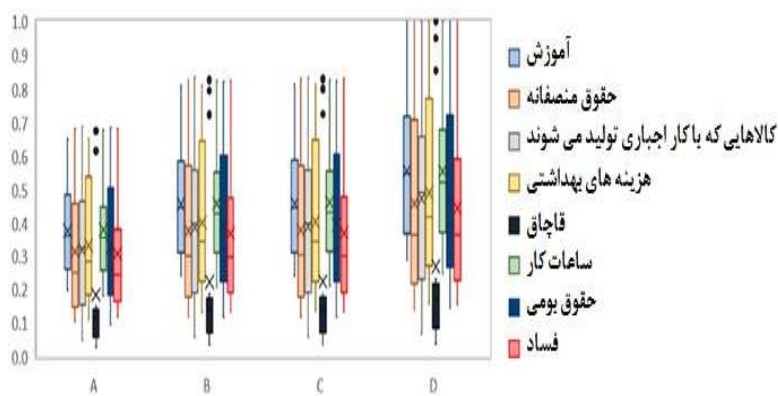 1.0
0.9
0.8
0.7
0.6
0.5
0.4
0.3
0.2
0.1
0.0
A B C D
آموزش
حقوق منصفانه
کالاهایی که با کار اجباری تولید می شوند
هزینه های بهداشتی
قاچاق
ساعات کار
حقوق بومی
فساد